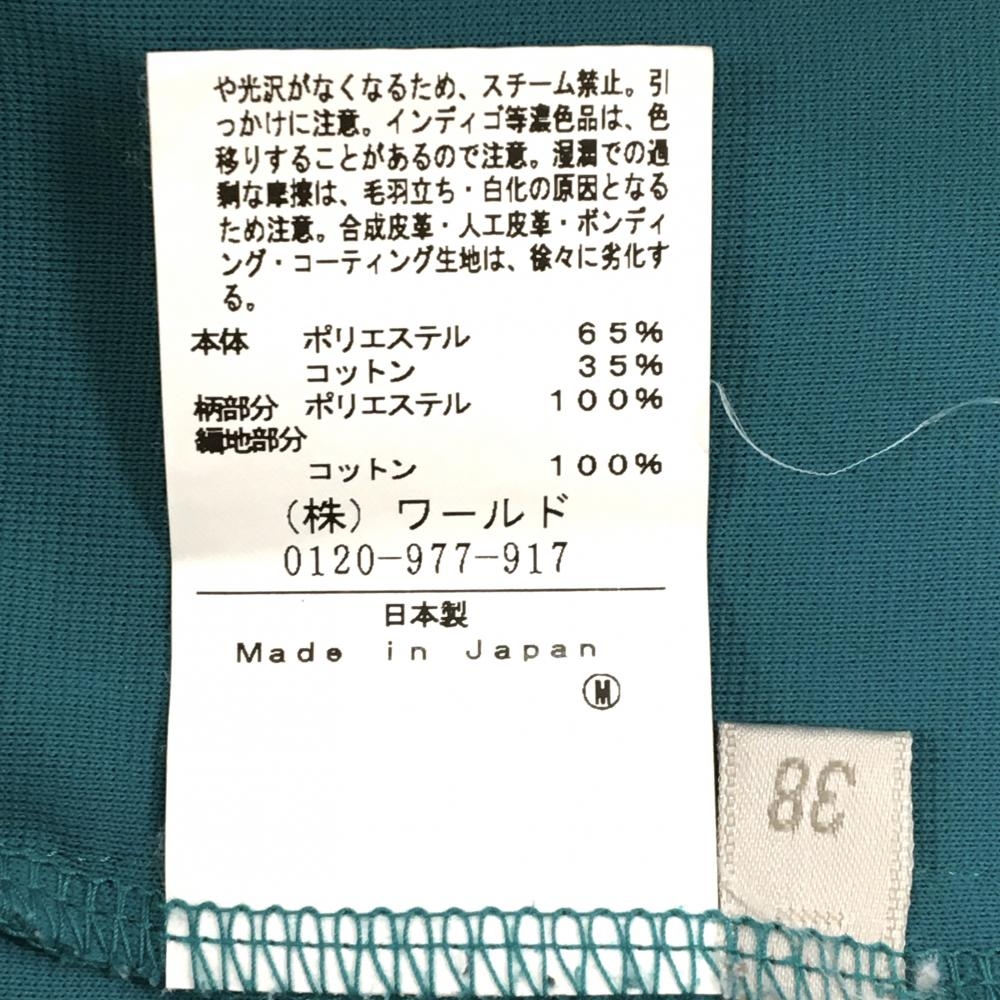 や光沢がなくなるため、スチーム禁止。引
っかけに注意。インディゴ等濃色品は、色
移りすることがあるので注意。湿潤での過
剰な摩擦は、毛羽立ち・白化の原因となる
ため注意。合成皮革・人工皮革・ボンディ
ング・コーティング生地は、徐々に劣化す
る。
本体 ポリエステル 65%
コットン 35%
柄部分 ポリエステル 100%
編地部分
コットン 100%
(株) ワールド
0120-977-917
日本製
Made in Japan
Ⓜ
38